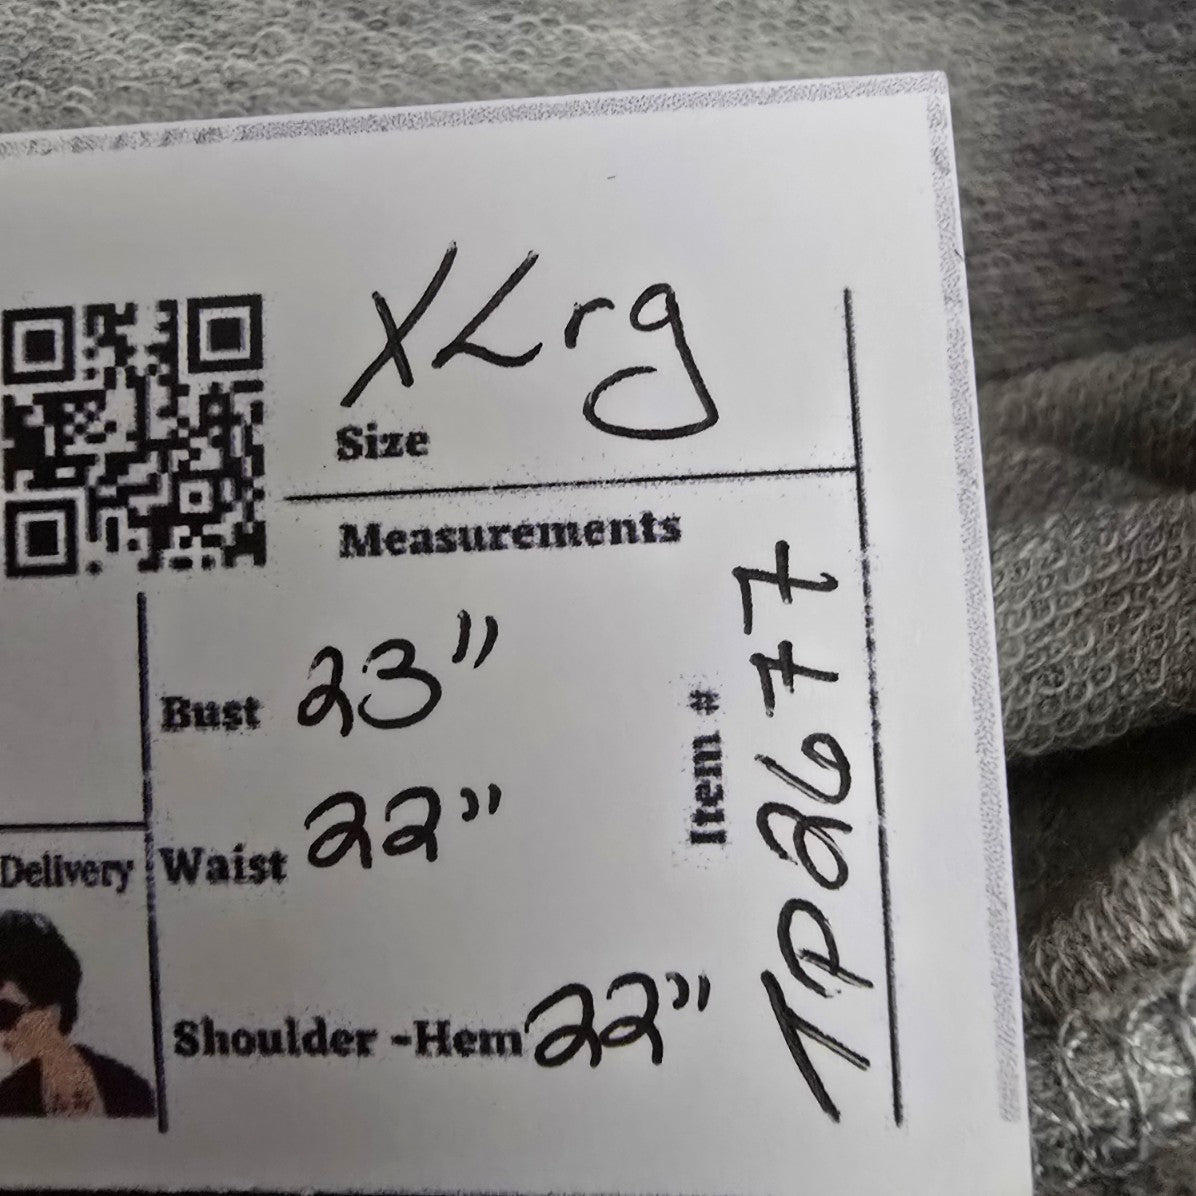 XLrg
Size
Measurements
Bust 23"
Waist 22"
Shoulder -Hem 22"
Item #
TP2677
Delivery